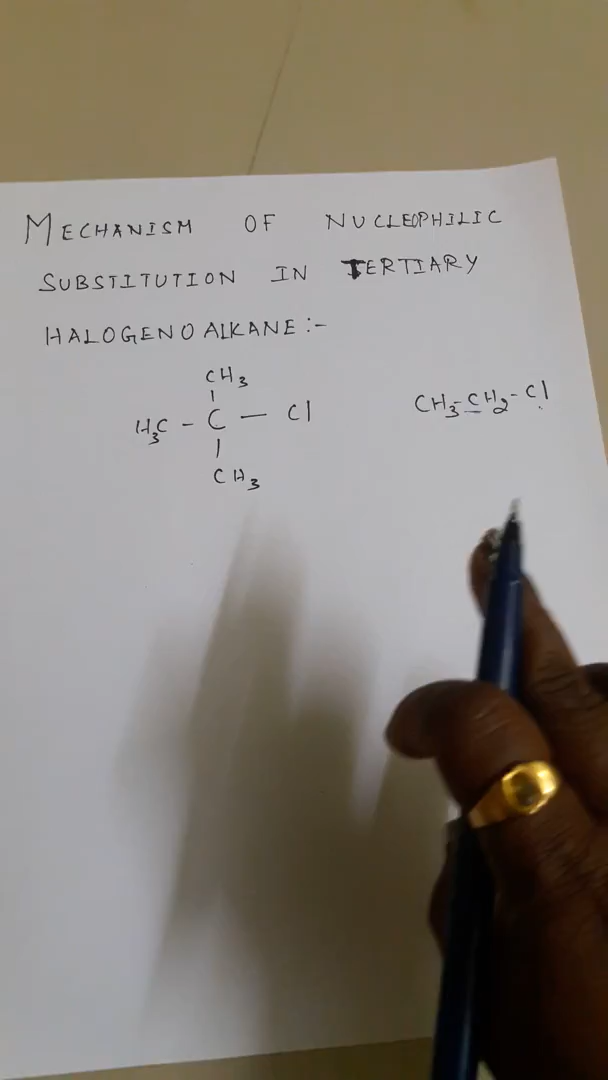 MECHANISM OF NUCLEOPHILIC
SUBSTITUTION IN TERTIARY
HALOGENOALKANE :-
CH3
H3C - C - Cl
CH3
CH3-CH2-Cl